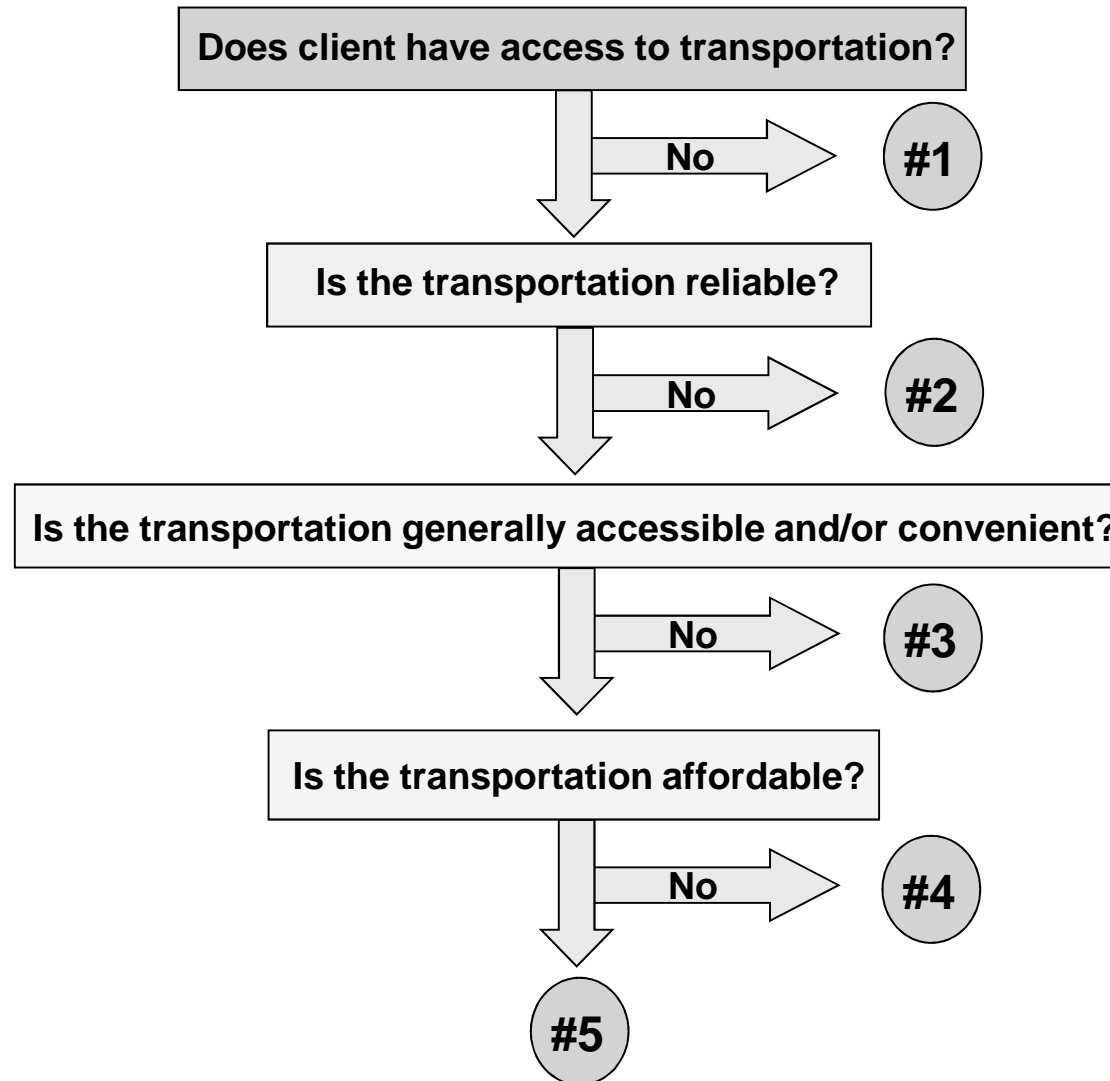 Does client have access to transportation?
No
#1
Is the transportation reliable?
No
#2
Is the transportation generally accessible and/or convenient?
No
#3
Is the transportation affordable?
No
#4
#5